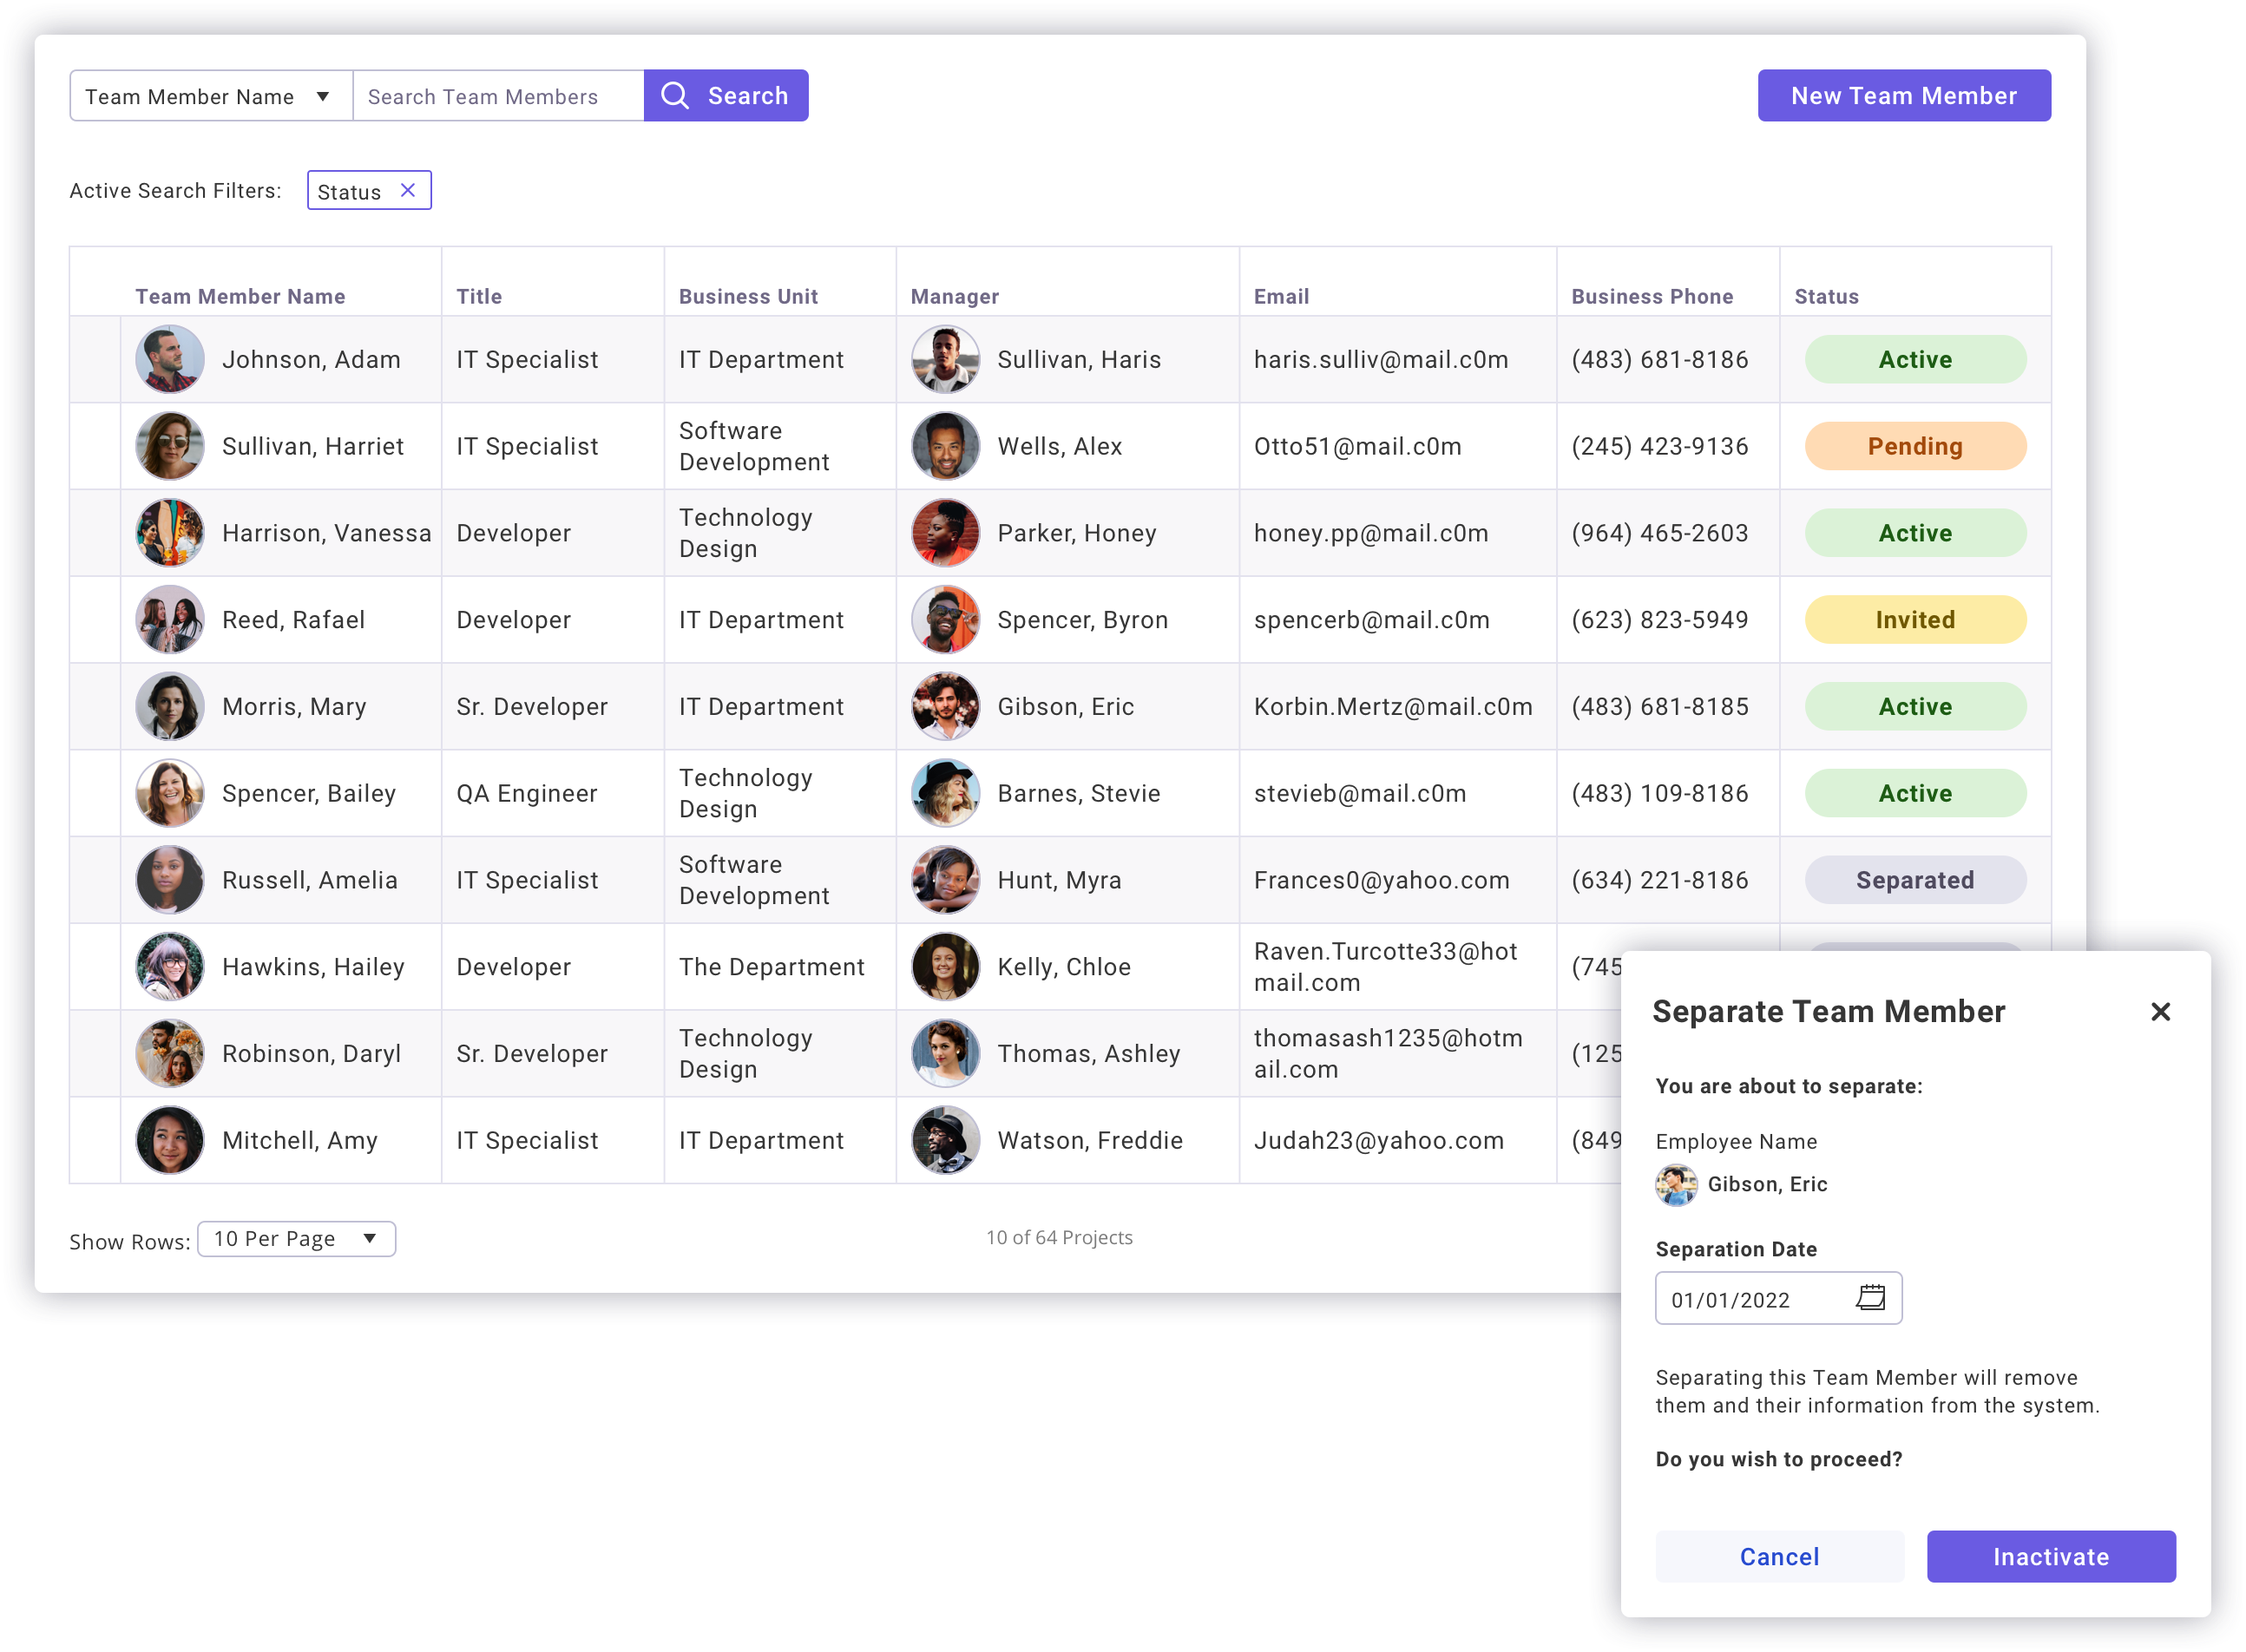 Team Member Name Search Team Members Search New Team Member
Active Search Filters: Status
Team Member Name Title Business Unit Manager Email Business Phone Status
Johnson, Adam IT Specialist IT Department Sullivan, Haris haris.sulliv@mail.c0m (483) 681-8186 Active
Sullivan, Harriet IT Specialist Software Development Wells, Alex Otto51@mail.c0m (245) 423-9136 Pending
Harrison, Vanessa Developer Technology Design Parker, Honey honey.pp@mail.c0m (964) 465-2603 Active
Reed, Rafael Developer IT Department Spencer, Byron spencerb@mail.c0m (623) 823-5949 Invited
Morris, Mary Sr. Developer IT Department Gibson, Eric Korbin.Mertz@mail.c0m (483) 681-8185 Active
Spencer, Bailey QA Engineer Technology Design Barnes, Stevie stevieb@mail.c0m (483) 109-8186 Active
Russell, Amelia IT Specialist Software Development Hunt, Myra Frances0@yahoo.com (634) 221-8186 Separated
Hawkins, Hailey Developer The Department Kelly, Chloe Raven.Turcotte33@hotmail.com (745
Robinson, Daryl Sr. Developer Technology Design Thomas, Ashley thomasash1235@hotmail.com (125
Mitchell, Amy IT Specialist IT Department Watson, Freddie Judah23@yahoo.com (849
Show Rows: 10 Per Page 10 of 64 Projects
Separate Team Member
You are about to separate:
Employee Name
Gibson, Eric
Separation Date
01/01/2022
Separating this Team Member will remove
them and their information from the system.
Do you wish to proceed?
Cancel Inactivate